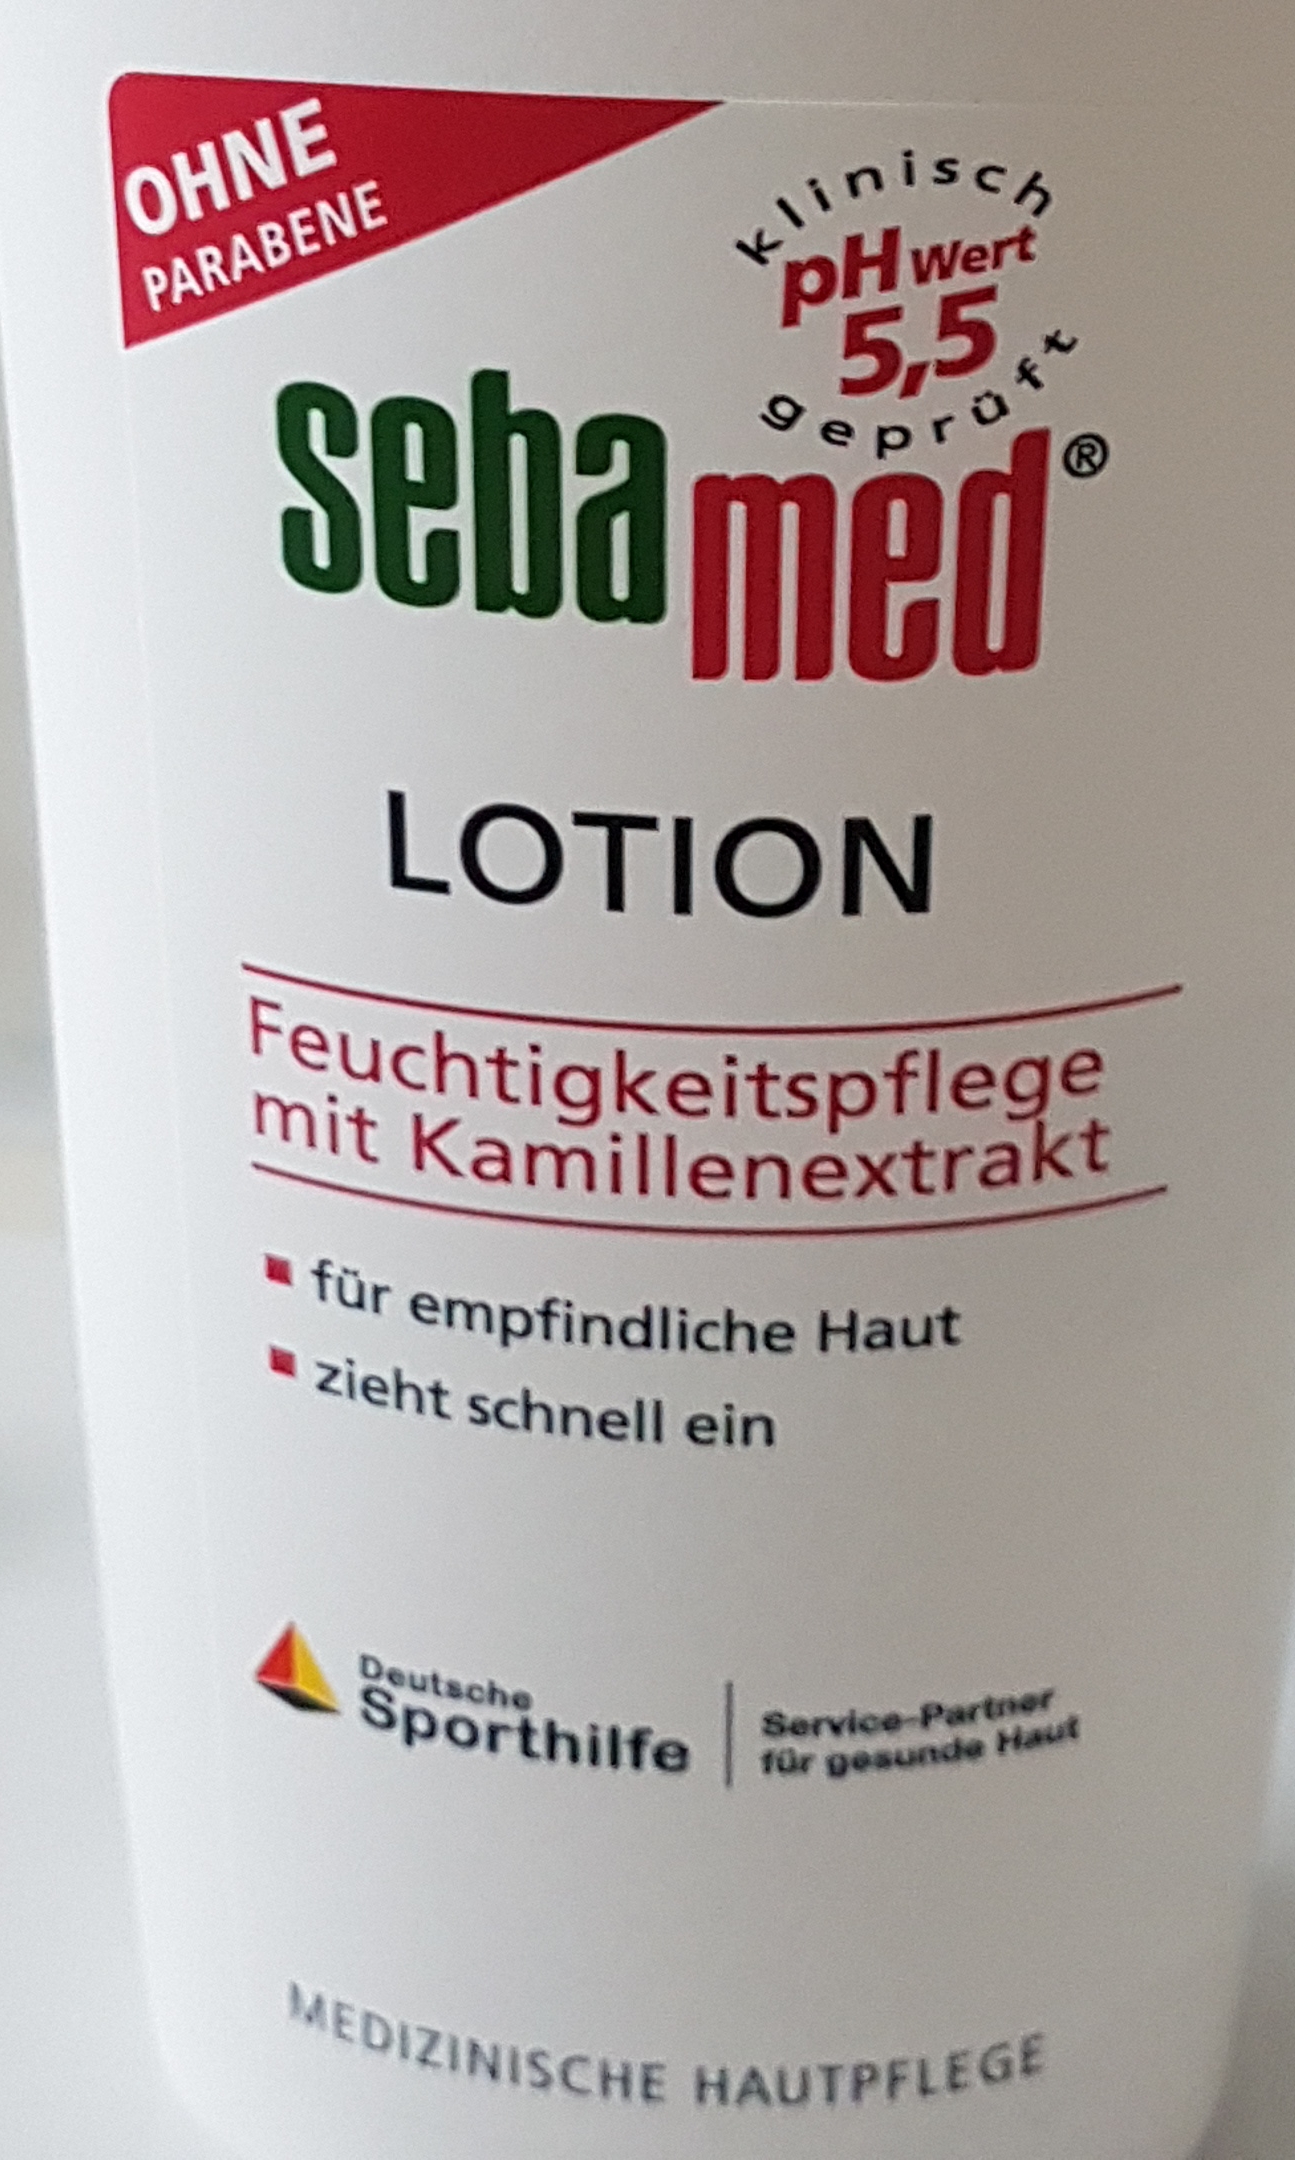 OHNE
PARABENE
klinisch
pH Wert
5,5
geprüft
sebamed®
LOTION
Feuchtigkeitspflege
mit Kamillenextrakt
für empfindliche Haut
zieht schnell ein
Deutsche
Sporthilfe
Service-Partner
für gesunde Haut
MEDIZINISCHE HAUTPFLEGE